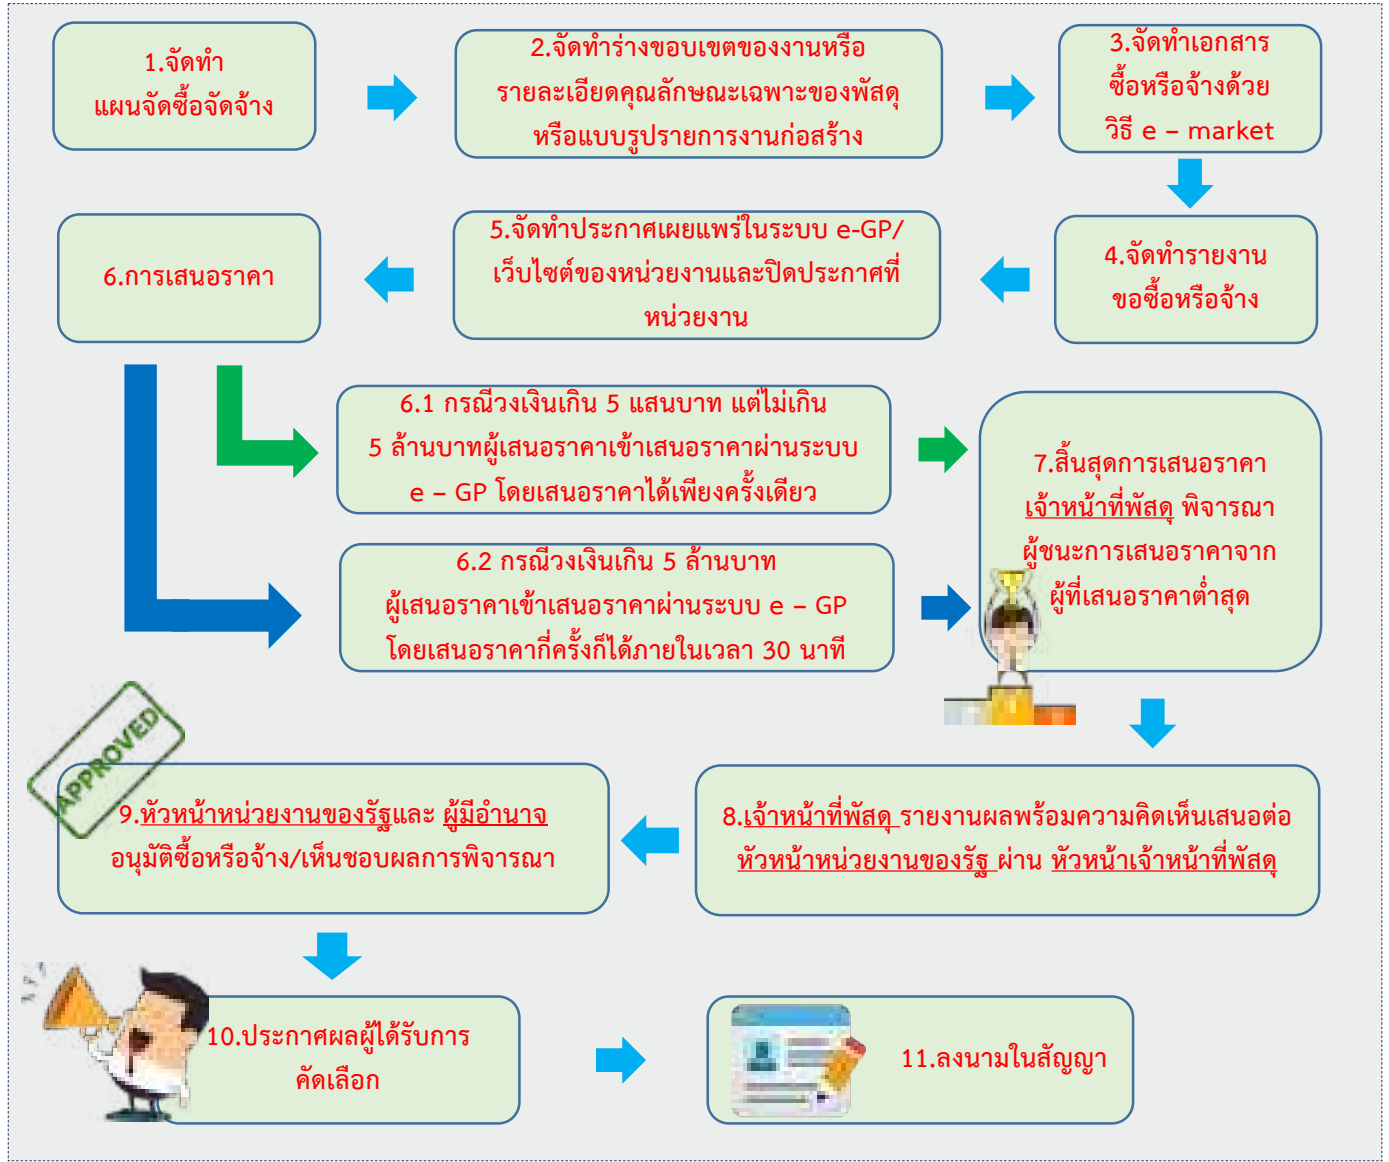 1.จัดทำ
แผนจัดซื้อจัดจ้าง
2.จัดทำร่างขอบเขตของงานหรือ
รายละเอียดคุณลักษณะเฉพาะของพัสดุ
หรือแบบรูปรายการงานก่อสร้าง
3.จัดทำเอกสาร
ซื้อหรือจ้างด้วย
วิธี e – market
4.จัดทำรายงาน
ขอซื้อหรือจ้าง
5.จัดทำประกาศเผยแพร่ในระบบ e-GP/
เว็บไซต์ของหน่วยงานและปิดประกาศที่
หน่วยงาน
6.การเสนอราคา
6.1 กรณีวงเงินเกิน 5 แสนบาท แต่ไม่เกิน
5 ล้านบาทผู้เสนอราคาเข้าเสนอราคาผ่านระบบ
e – GP โดยเสนอราคาได้เพียงครั้งเดียว
6.2 กรณีวงเงินเกิน 5 ล้านบาท
ผู้เสนอราคาเข้าเสนอราคาผ่านระบบ e – GP
โดยเสนอราคากี่ครั้งก็ได้ภายในเวลา 30 นาที
7.สิ้นสุดการเสนอราคา
เจ้าหน้าที่พัสดุ พิจารณา
ผู้ชนะการเสนอราคาจาก
ผู้ที่เสนอราคาต่ำสุด
8.เจ้าหน้าที่พัสดุ รายงานผลพร้อมความคิดเห็นเสนอต่อ
หัวหน้าหน่วยงานของรัฐ ผ่าน หัวหน้าเจ้าหน้าที่พัสดุ
APPROVED
9.หัวหน้าหน่วยงานของรัฐและ ผู้มีอำนาจ
อนุมัติซื้อหรือจ้าง/เห็นชอบผลการพิจารณา
10.ประกาศผลผู้ได้รับการ
คัดเลือก
11.ลงนามในสัญญา